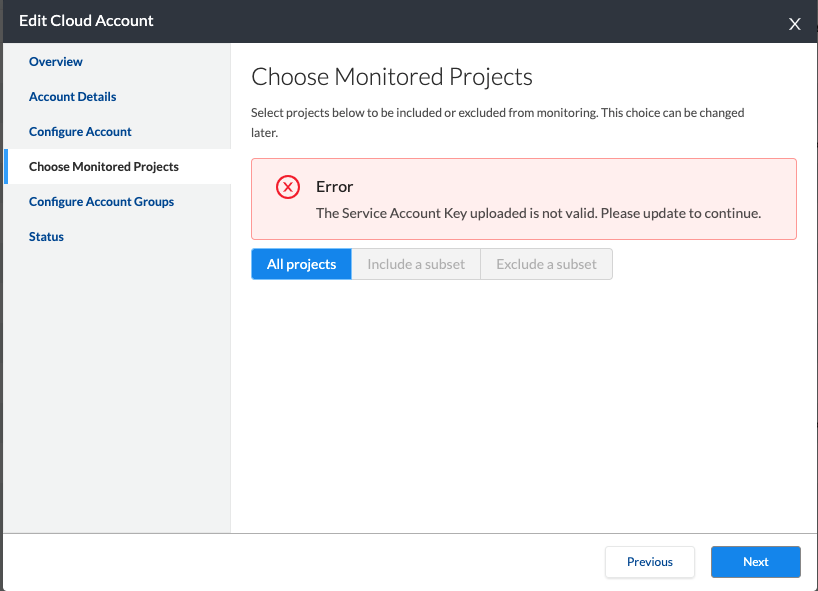 Edit Cloud Account
X
Overview
Account Details
Configure Account
Choose Monitored Projects
Configure Account Groups
Status
Choose Monitored Projects
Select projects below to be included or excluded from monitoring. This choice can be changed
later.
Error
The Service Account Key uploaded is not valid. Please update to continue.
All projects
Include a subset
Exclude a subset
Previous
Next